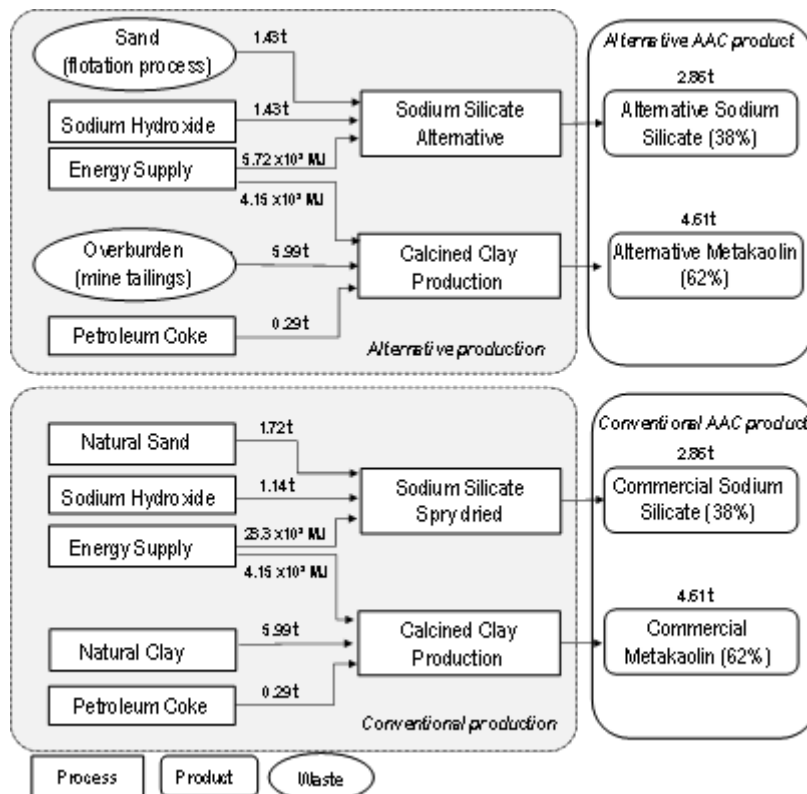 Alternative AAC product
Sand
(flotation process)
1.43t
Sodium Hydroxide
1.43t
Energy Supply
5.72 x10³ MJ
4.15 x10³ MJ
Sodium Silicate
Alternative
2.86t
Alternative Sodium
Silicate (38%)
Overburden
(mine tailings)
5.99t
Calcined Clay
Production
4.61t
Alternative Metakaolin
(62%)
Petroleum Coke
0.29t
Alternative production
Conventional AAC product
Natural Sand
1.72t
Sodium Hydroxide
1.14t
Energy Supply
23.3 x10³ MJ
4.15 x10³ MJ
Sodium Silicate
Spry dried
2.86t
Commercial Sodium
Silicate (38%)
Natural Clay
5.99t
Calcined Clay
Production
4.61t
Commercial
Metakaolin (62%)
Petroleum Coke
0.29t
Conventional production
Process
Product
Waste